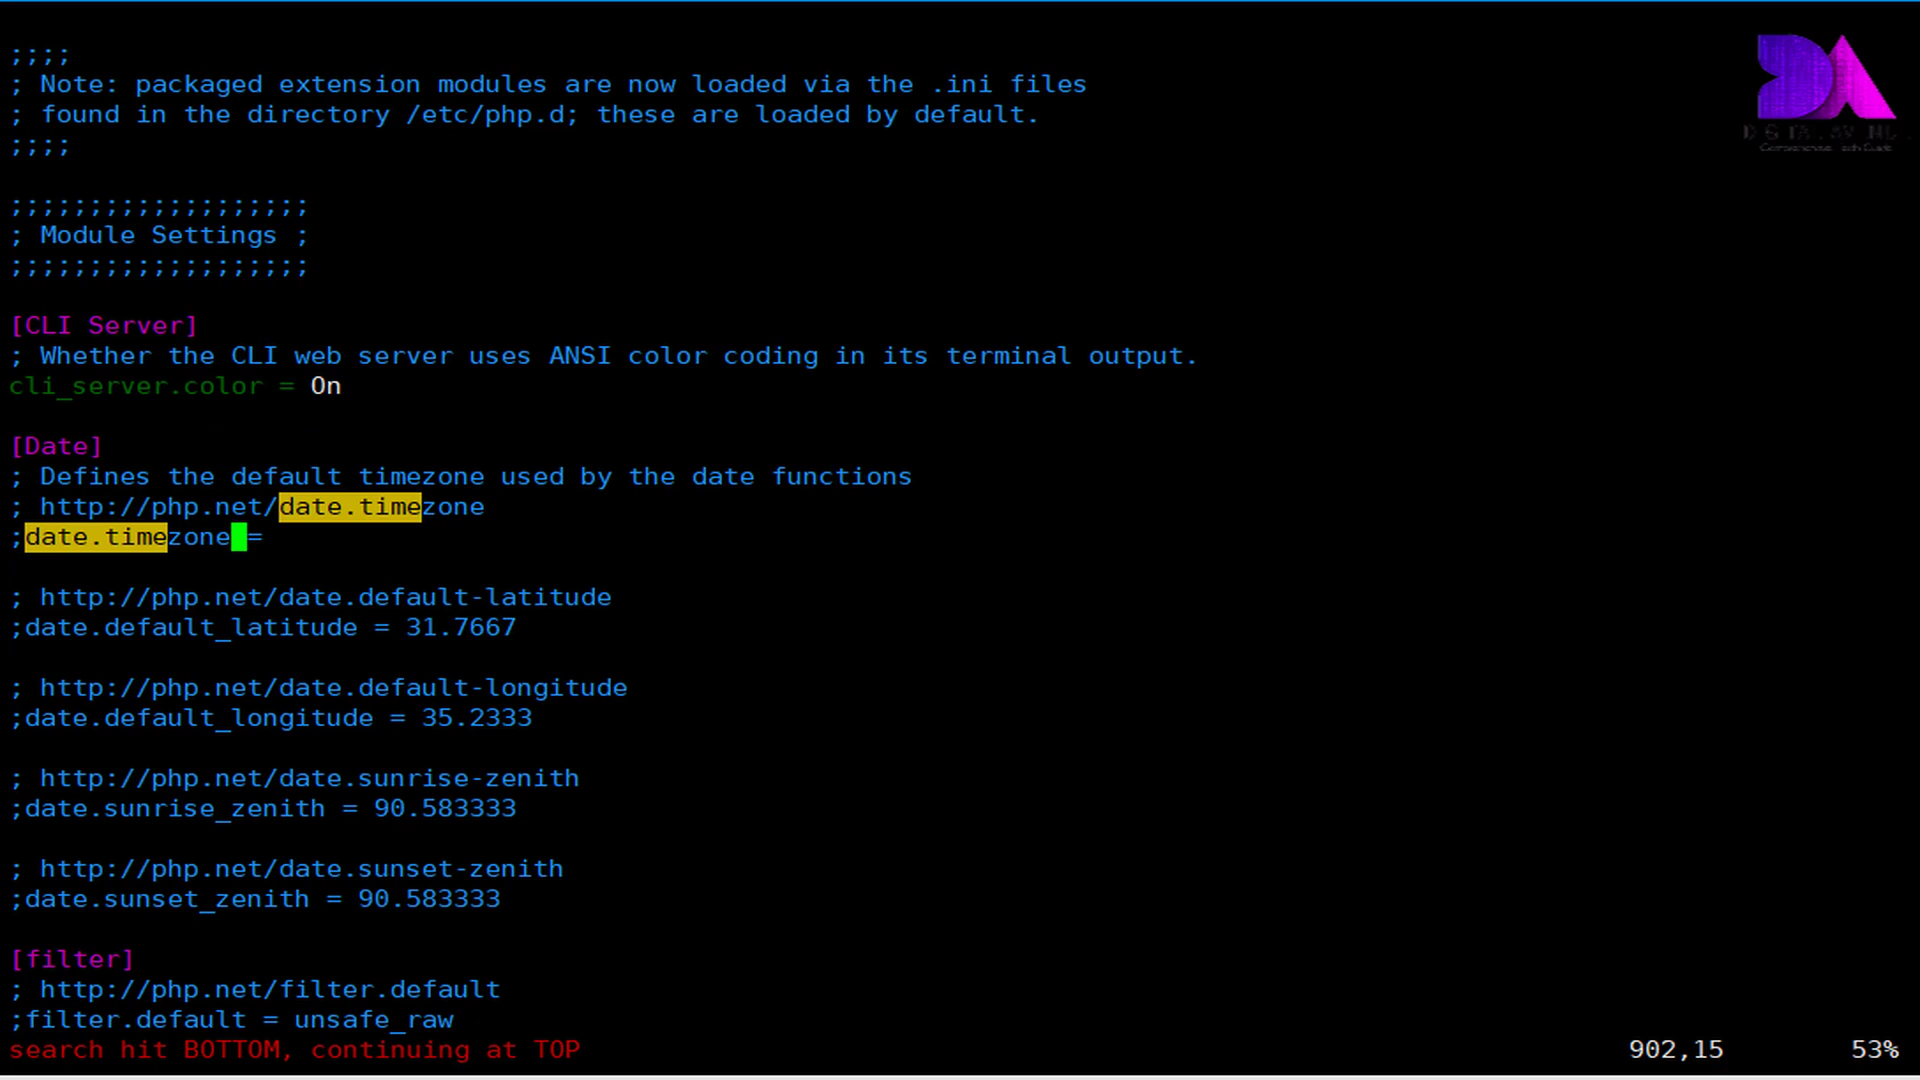 ;;;;
; Note: packaged extension modules are now loaded via the .ini files
; found in the directory /etc/php.d; these are loaded by default.
;;;;
;;;;;;;;;;;;;;;;;;;
; Module Settings ;
;;;;;;;;;;;;;;;;;;;
[CLI Server]
; Whether the CLI web server uses ANSI color coding in its terminal output.
cli_server.color = On
[Date]
; Defines the default timezone used by the date functions
; http://php.net/date.timezone
;date.timezone =
; http://php.net/date.default-latitude
;date.default_latitude = 31.7667
; http://php.net/date.default-longitude
;date.default_longitude = 35.2333
; http://php.net/date.sunrise-zenith
;date.sunrise_zenith = 90.583333
; http://php.net/date.sunset-zenith
;date.sunset_zenith = 90.583333
[filter]
; http://php.net/filter.default
;filter.default = unsafe_raw
search hit BOTTOM, continuing at TOP 902,15 53%